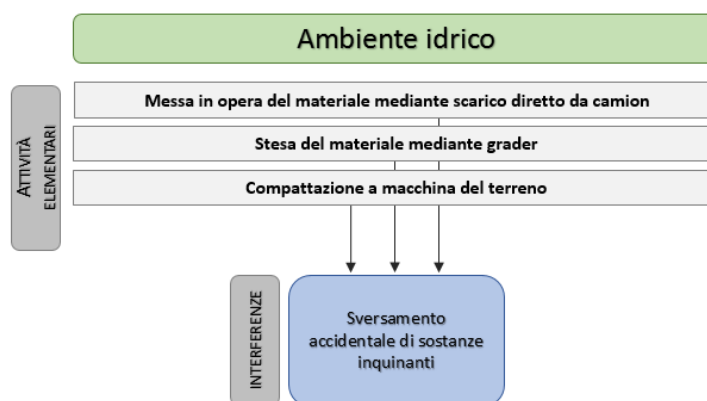 Ambiente idrico
ATTIVITÀ
ELEMENTARI
Messa in opera del materiale mediante scarico diretto da camion
Stesa del materiale mediante grader
Compattazione a macchina del terreno
INTERFERENZE
Sversamento
accidentale di sostanze
inquinanti